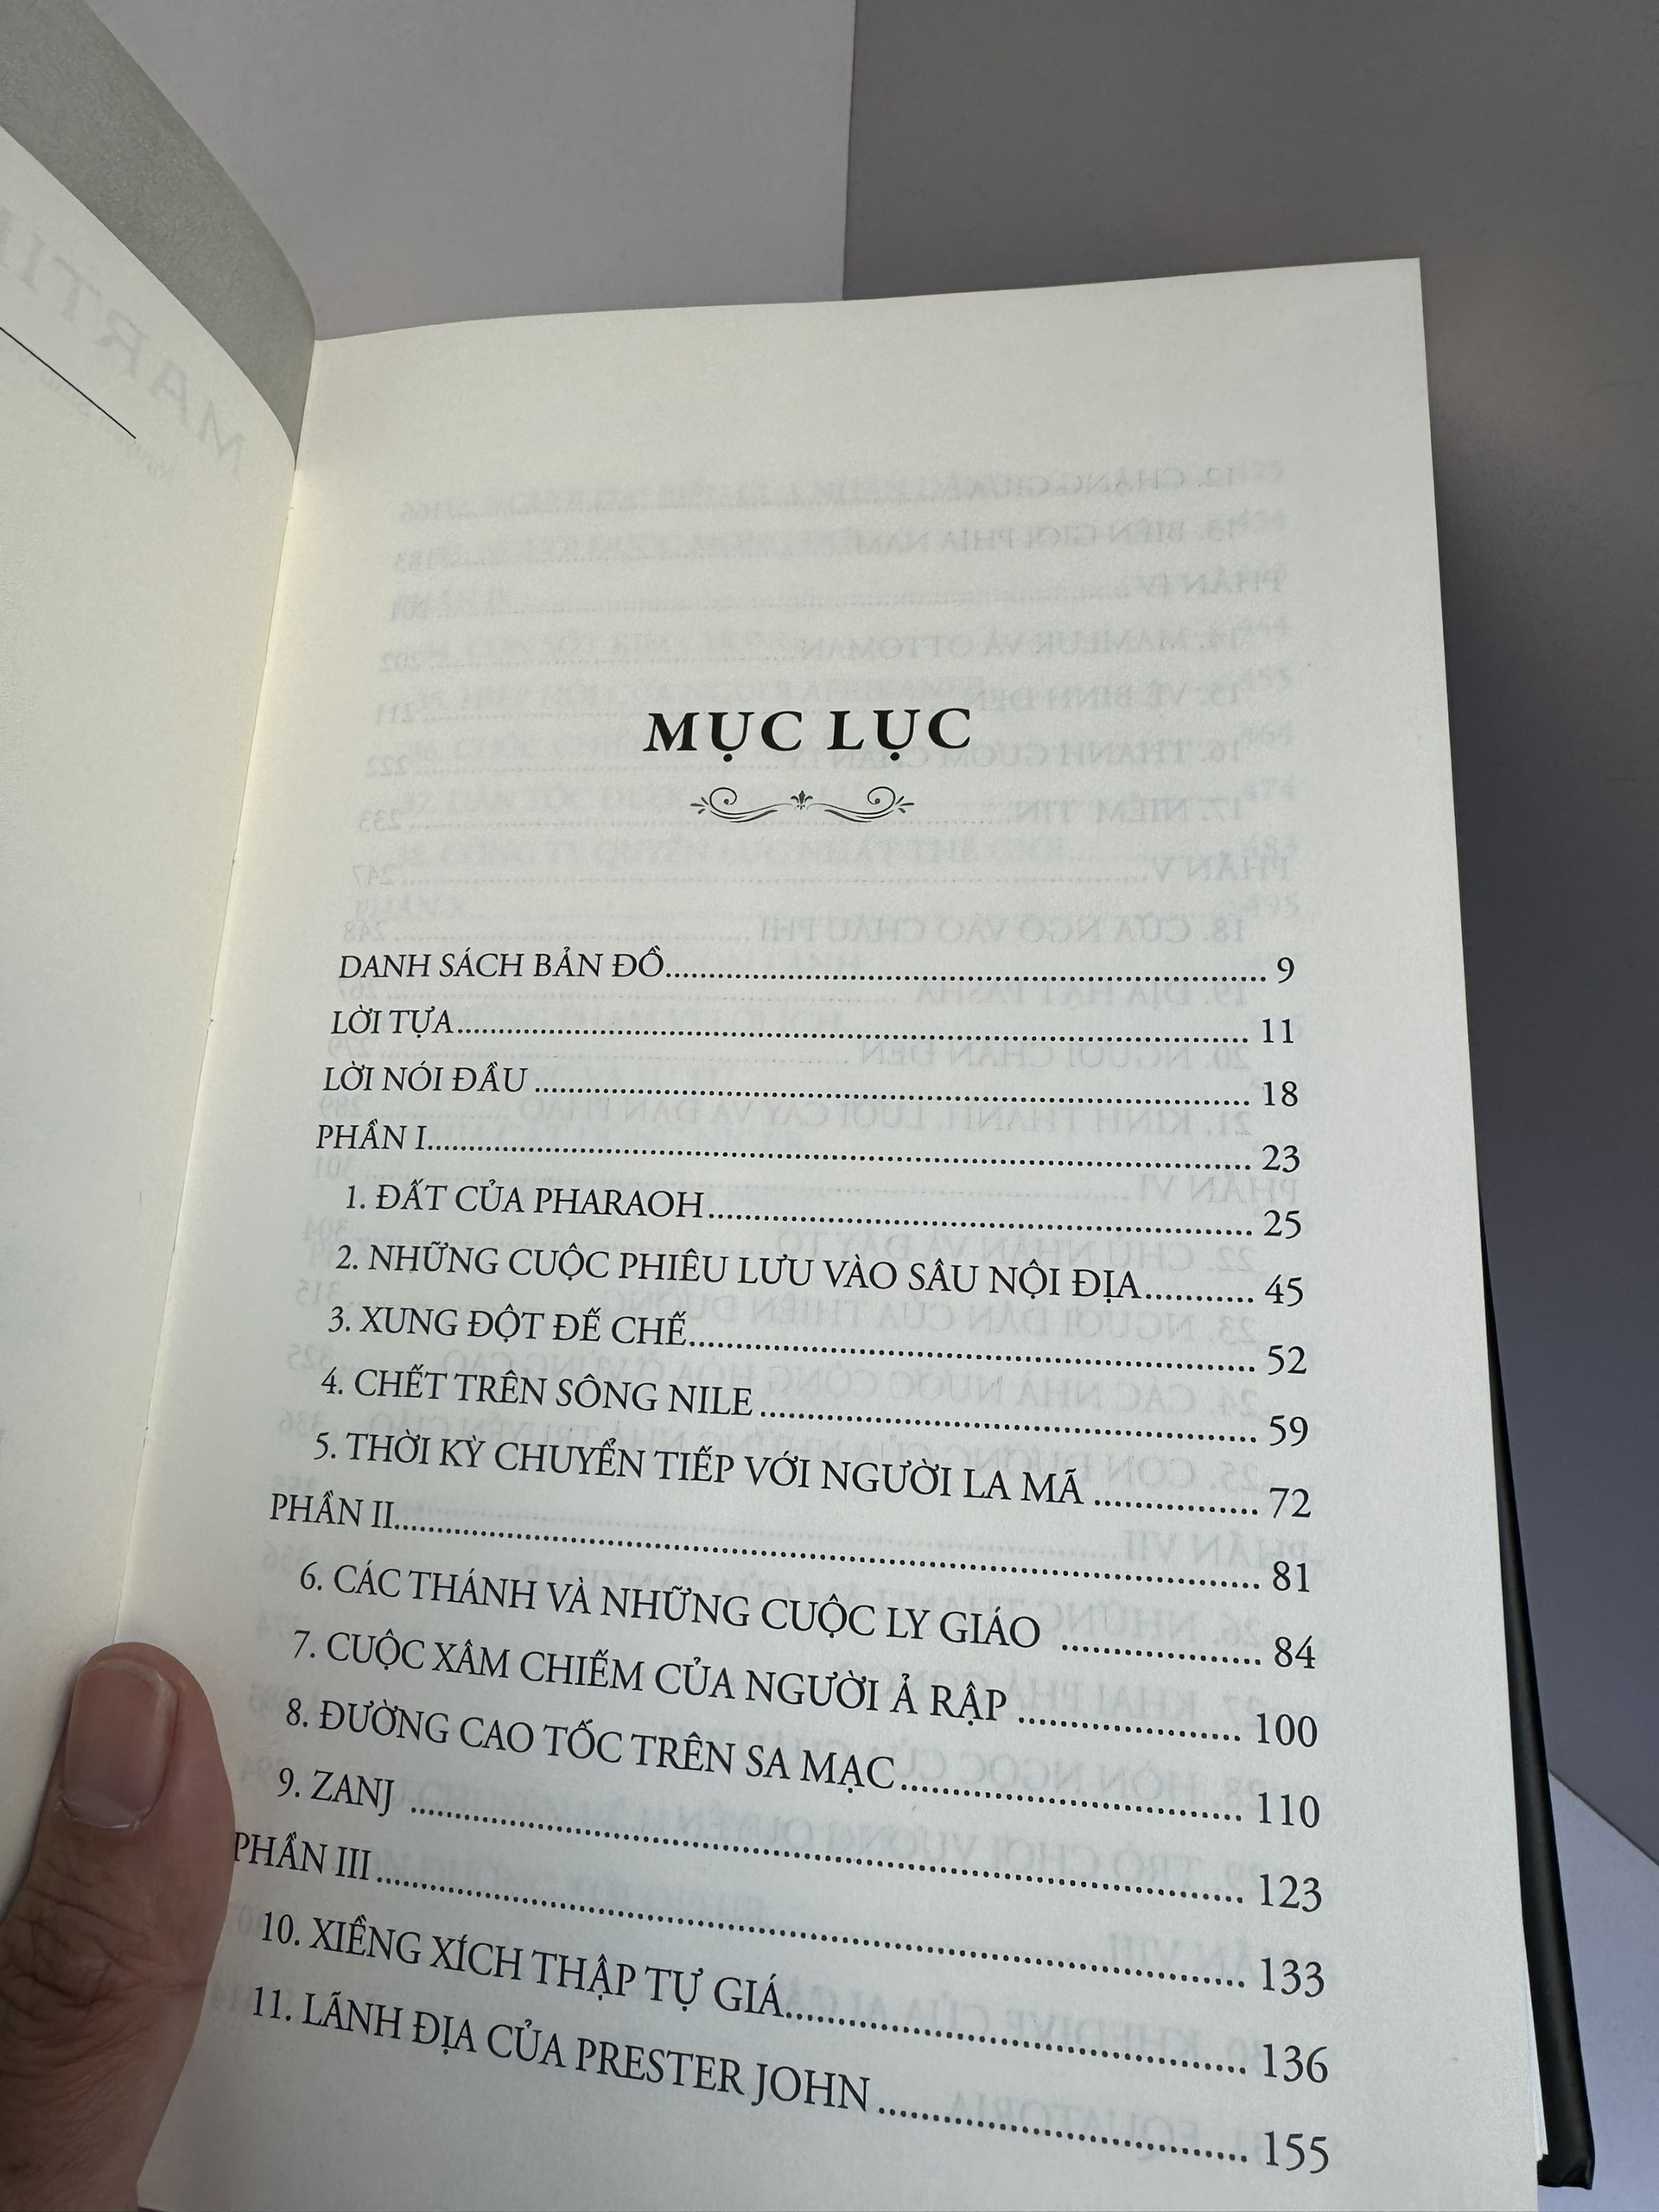 MỤC LỤC
DANH SÁCH BẢN ĐỒ........ 9
LỜI TỰA........ 11
LỜI NÓI ĐẦU ........ 18
PHẦN I........ 23
1. ĐẤT CỦA PHARAOH........ 25
2. NHỮNG CUỘC PHIÊU LƯU VÀO SÂU NỘI ĐỊA........ 45
3. XUNG ĐỘT ĐẾ CHẾ........ 52
4. CHẾT TRÊN SÔNG NILE ........ 59
5. THỜI KỲ CHUYỂN TIẾP VỚI NGƯỜI LA MÃ ........ 72
PHẦN II........ 81
6. CÁC THÁNH VÀ NHỮNG CUỘC LY GIÁO ........ 84
7. CUỘC XÂM CHIẾM CỦA NGƯỜI Ả RẬP ........ 100
8. ĐƯỜNG CAO TỐC TRÊN SA MẠC........ 110
9. ZANJ ........ 123
PHẦN III ........ 133
10. XIỀNG XÍCH THẬP TỰ GIÁ........ 136
11. LÃNH ĐỊA CỦA PRESTER JOHN ........ 155